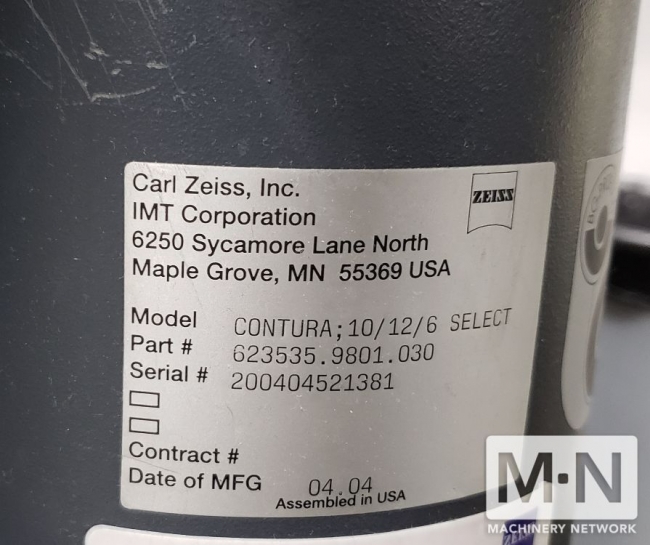 Carl Zeiss, Inc.
ZEISS
IMT Corporation
6250 Sycamore Lane North
Maple Grove, MN 55369 USA
Model CONTURA;10/12/6 SELECT
Part # 623535.9801.030
Serial # 200404521381
Contract #
Date of MFG 04.04
Assembled in USA
ZEISS
M·N
MACHINERY NETWORK